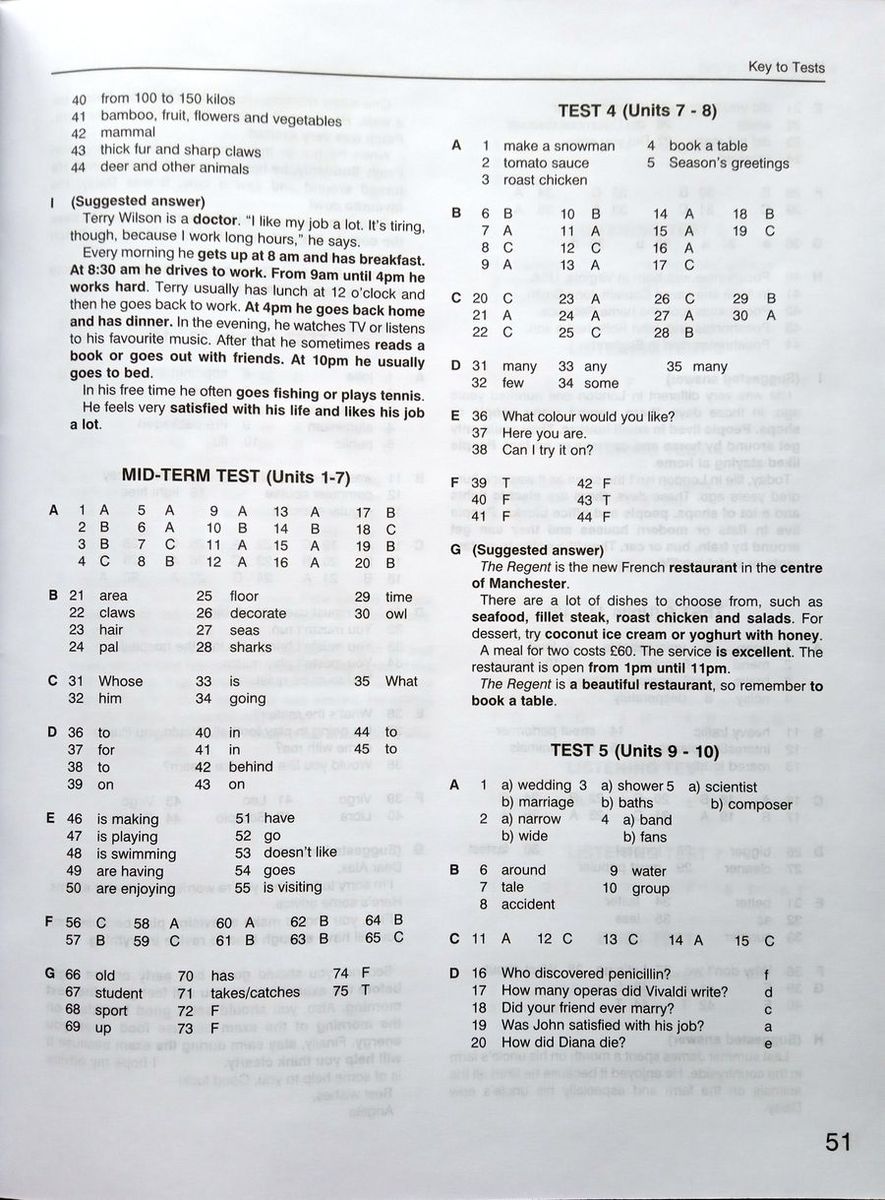 Key to Tests
40 from 100 to 150 kilos
41 bamboo, fruit, flowers and vegetables
42 mammal
43 thick fur and sharp claws
44 deer and other animals
I (Suggested answer)
Terry Wilson is a doctor. "I like my job a lot. It's tiring,
though, because I work long hours," he says.
Every morning he gets up at 8 am and has breakfast.
At 8:30 am he drives to work. From 9am until 4pm he
works hard. Terry usually has lunch at 12 o'clock and
then he goes back to work. At 4pm he goes back home
and has dinner. In the evening, he watches TV or listens
to his favourite music. After that he sometimes reads a
book or goes out with friends. At 10pm he usually
goes to bed.
In his free time he often goes fishing or plays tennis.
He feels very satisfied with his life and likes his job
a lot.
MID-TERM TEST (Units 1-7)
A 1 A 5 A 9 A 13 A 17 B
2 B 6 A 10 B 14 B 18 C
3 B 7 C 11 A 15 A 19 B
4 C 8 B 12 A 16 A 20 B
B 21 area 25 floor 29 time
22 claws 26 decorate 30 owl
23 hair 27 seas
24 pal 28 sharks
C 31 Whose 33 is 35 What
32 him 34 going
D 36 to 40 in 44 to
37 for 41 in 45 to
38 to 42 behind
39 on 43 on
E 46 is making 51 have
47 is playing 52 go
48 is swimming 53 doesn't like
49 are having 54 goes
50 are enjoying 55 is visiting
F 56 C 58 A 60 A 62 B 64 B
57 B 59 C 61 B 63 B 65 C
G 66 old 70 has 74 F
67 student 71 takes/catches 75 T
68 sport 72 F
69 up 73 F
TEST 4 (Units 7 - 8)
A 1 make a snowman 4 book a table
2 tomato sauce 5 Season's greetings
3 roast chicken
B 6 B 10 B 14 A 18 B
7 A 11 A 15 A 19 C
8 C 12 C 16 A
9 A 13 A 17 C
C 20 C 23 A 26 C 29 B
21 A 24 A 27 A 30 A
22 C 25 C 28 B
D 31 many 33 any 35 many
32 few 34 some
E 36 What colour would you like?
37 Here you are.
38 Can I try it on?
F 39 T 42 F
40 F 43 T
41 F 44 F
G (Suggested answer)
The Regent is the new French restaurant in the centre
of Manchester.
There are a lot of dishes to choose from, such as
seafood, fillet steak, roast chicken and salads. For
dessert, try coconut ice cream or yoghurt with honey.
A meal for two costs £60. The service is excellent. The
restaurant is open from 1pm until 11pm.
The Regent is a beautiful restaurant, so remember to
book a table.
TEST 5 (Units 9 - 10)
A 1 a) wedding 3 a) shower 5 a) scientist
b) marriage b) baths b) composer
2 a) narrow 4 a) band
b) wide b) fans
B 6 around 9 water
7 tale 10 group
8 accident
C 11 A 12 C 13 C 14 A 15 C
D 16 Who discovered penicillin? f
17 How many operas did Vivaldi write? d
18 Did your friend ever marry? c
19 Was John satisfied with his job? a
20 How did Diana die? e
51